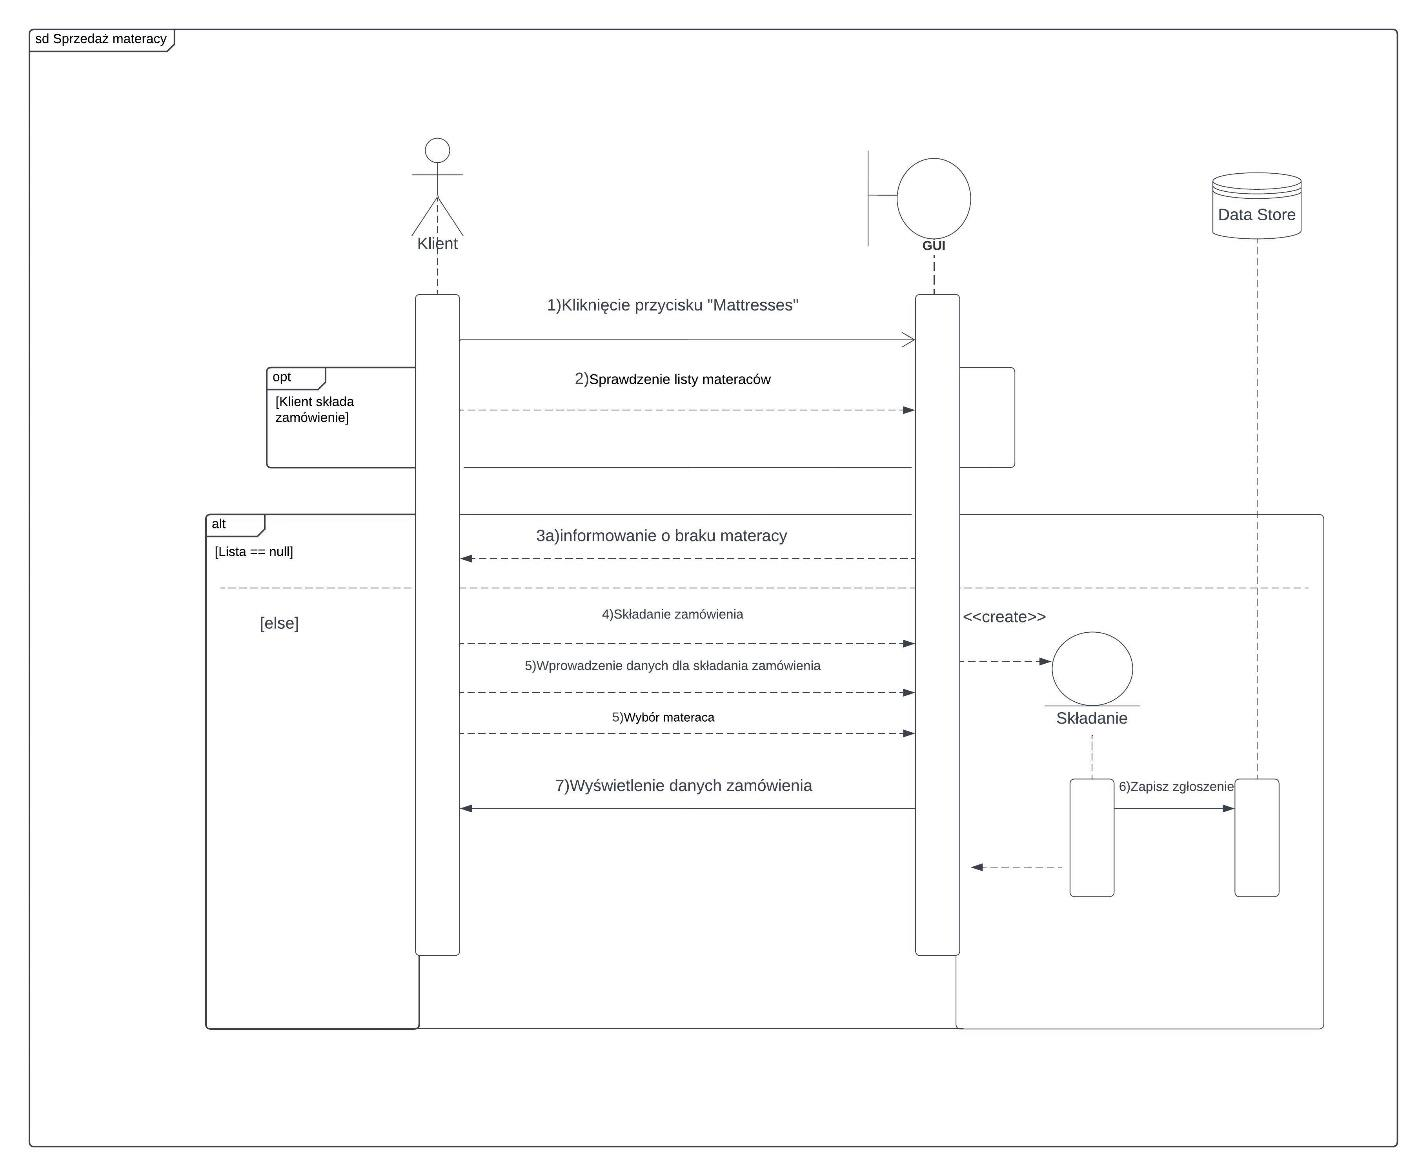 sd Sprzedaż materacy
Klient
GUI
Data Store
1)Kliknięcie przycisku "Mattresses"
opt
[Klient składa
zamówienie]
2)Sprawdzenie listy materaców
alt
[Lista == null]
3a)informowanie o braku materacy
[else]
4)Składanie zamówienia
<<create>>
5)Wprowadzenie danych dla składania zamówienia
5)Wybór materaca
Składanie
7)Wyświetlenie danych zamówienia
6)Zapisz zgłoszenie